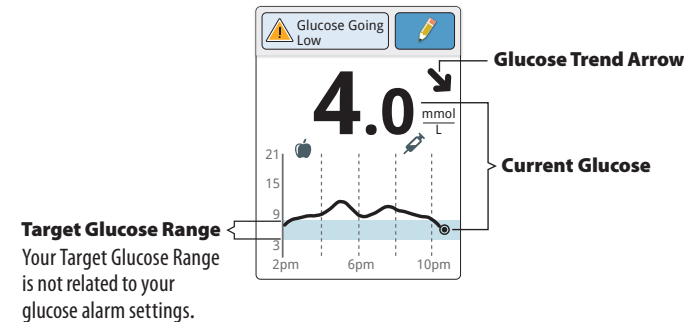 Glucose Going
Low
Glucose Trend Arrow
4.0 mmol
L
Current Glucose
21
15
9
3
2pm 6pm 10pm
Target Glucose Range
Your Target Glucose Range
is not related to your
glucose alarm settings.